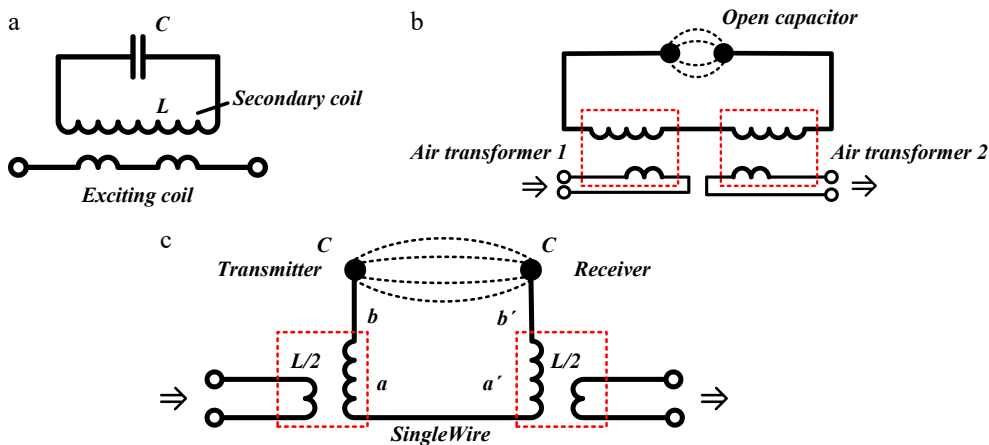 a
C
L
Secondary coil
Exciting coil
b
Open capacitor
Air transformer 1
Air transformer 2
⇒
⇒
c
C
C
Transmitter
Receiver
b
b´
L/2
L/2
a
a´
⇒
⇒
SingleWire